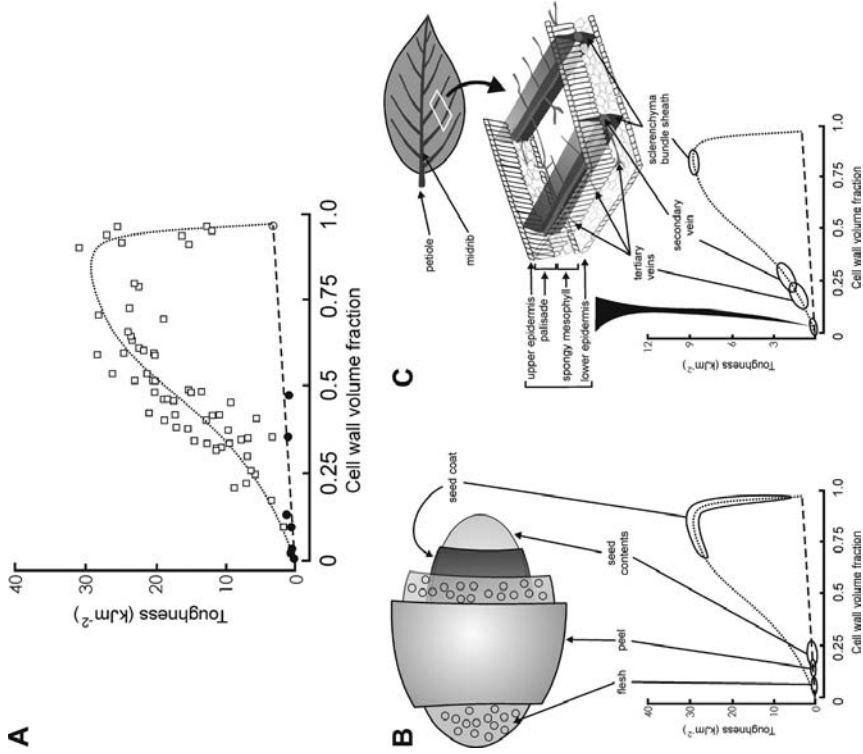 A
Toughness (kJm⁻²)
40
30
20
10
0
0 0.25 0.5 0.75 1.0
Cell wall volume fraction
B
flesh
peel
seed
contents
seed coat
Toughness (kJm⁻²)
40
30
20
10
0
0 0.25 0.75 1.0
Cell wall volume fraction
C
petiole
midrib
upper epidermis
palisade
spongy mesophyll
lower epidermis
tertiary
veins
secondary
vein
sclerenchyma
bundle sheath
Toughness (kJm⁻²)
12
9
6
3
0
0 0.25 0.75 1.0
Cell wall volume fraction